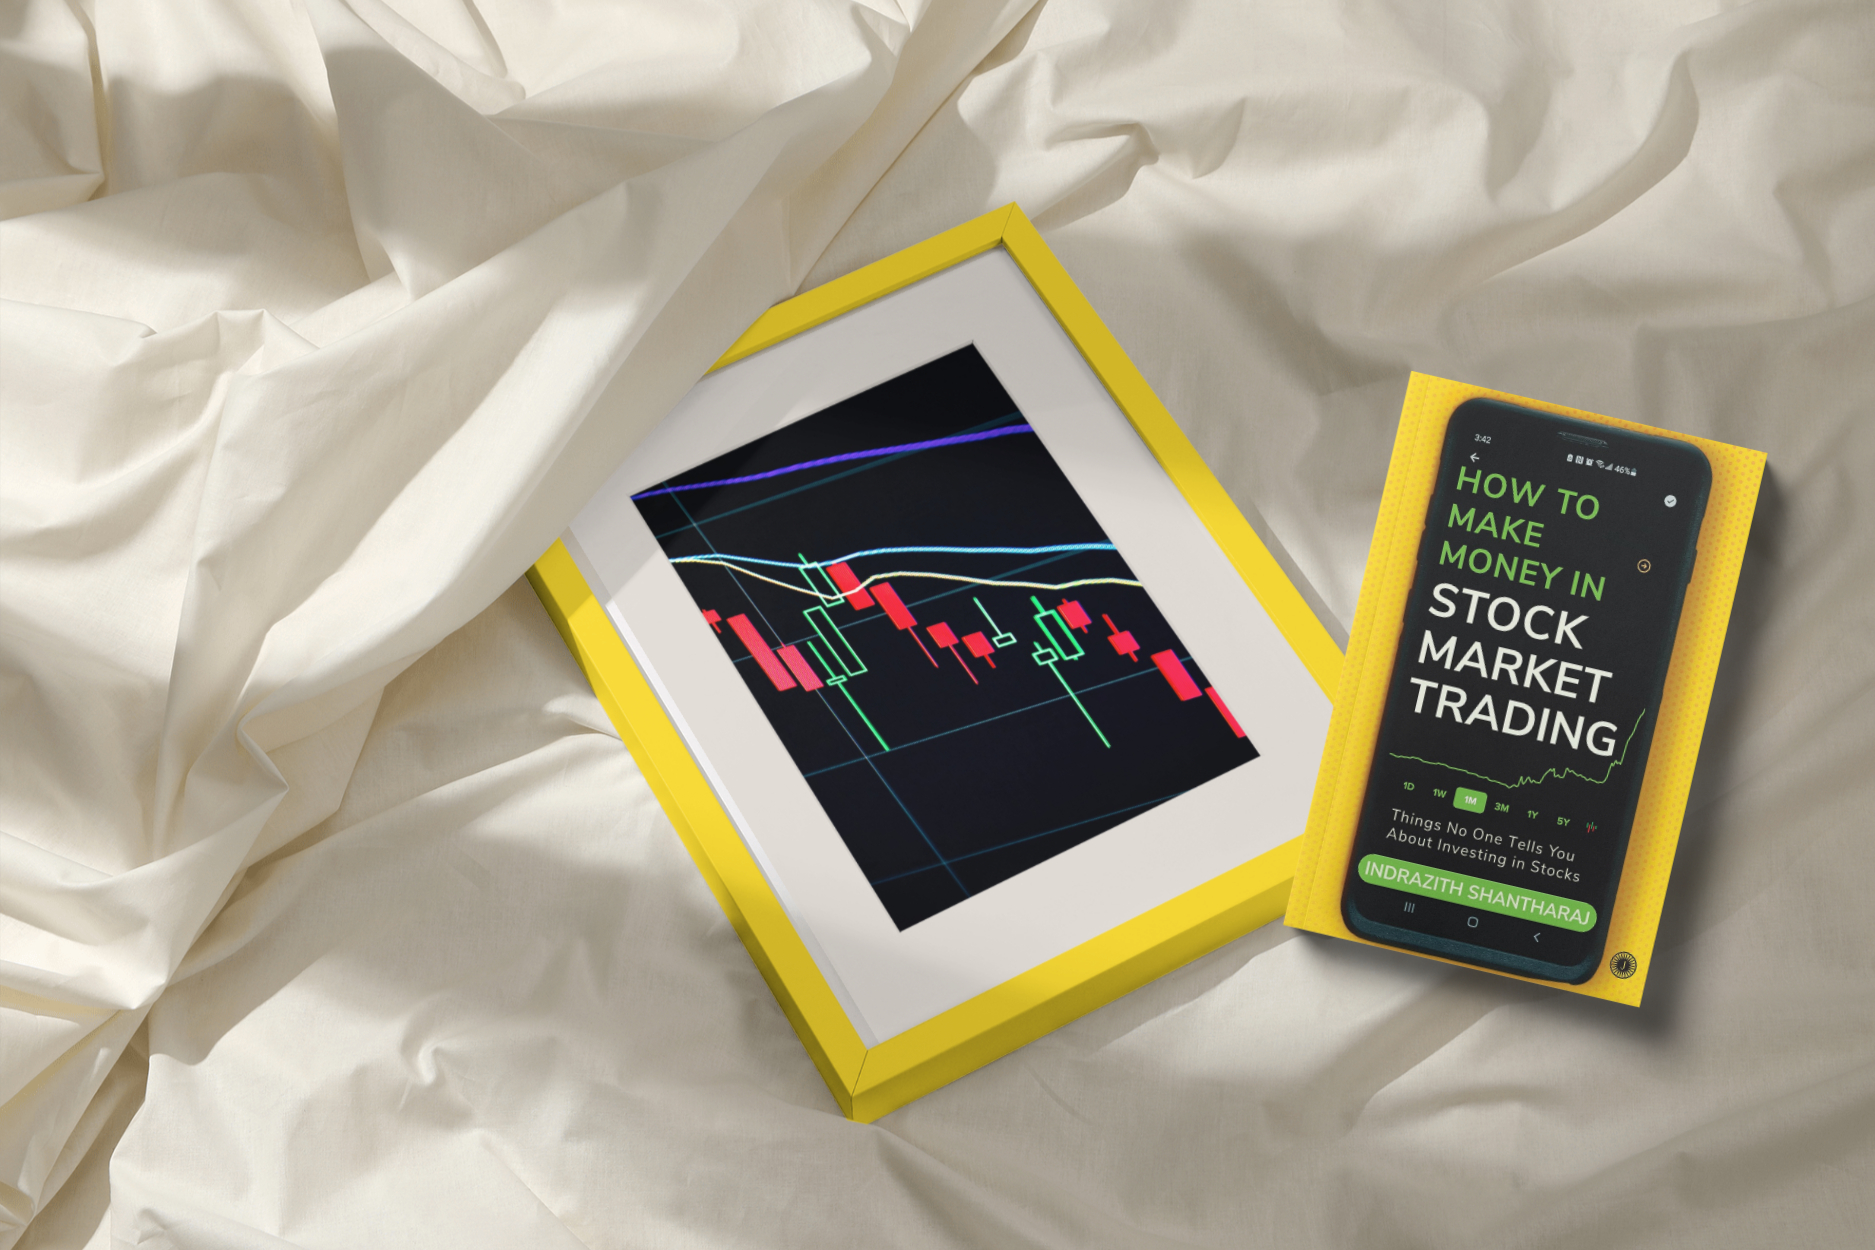 3:42
46%
HOW TO
MAKE
MONEY IN
STOCK
MARKET
TRADING
1D 1W 1M 3M 1Y 5Y
Things No One Tells You
About Investing in Stocks
INDRAZITH SHANTHARAJ